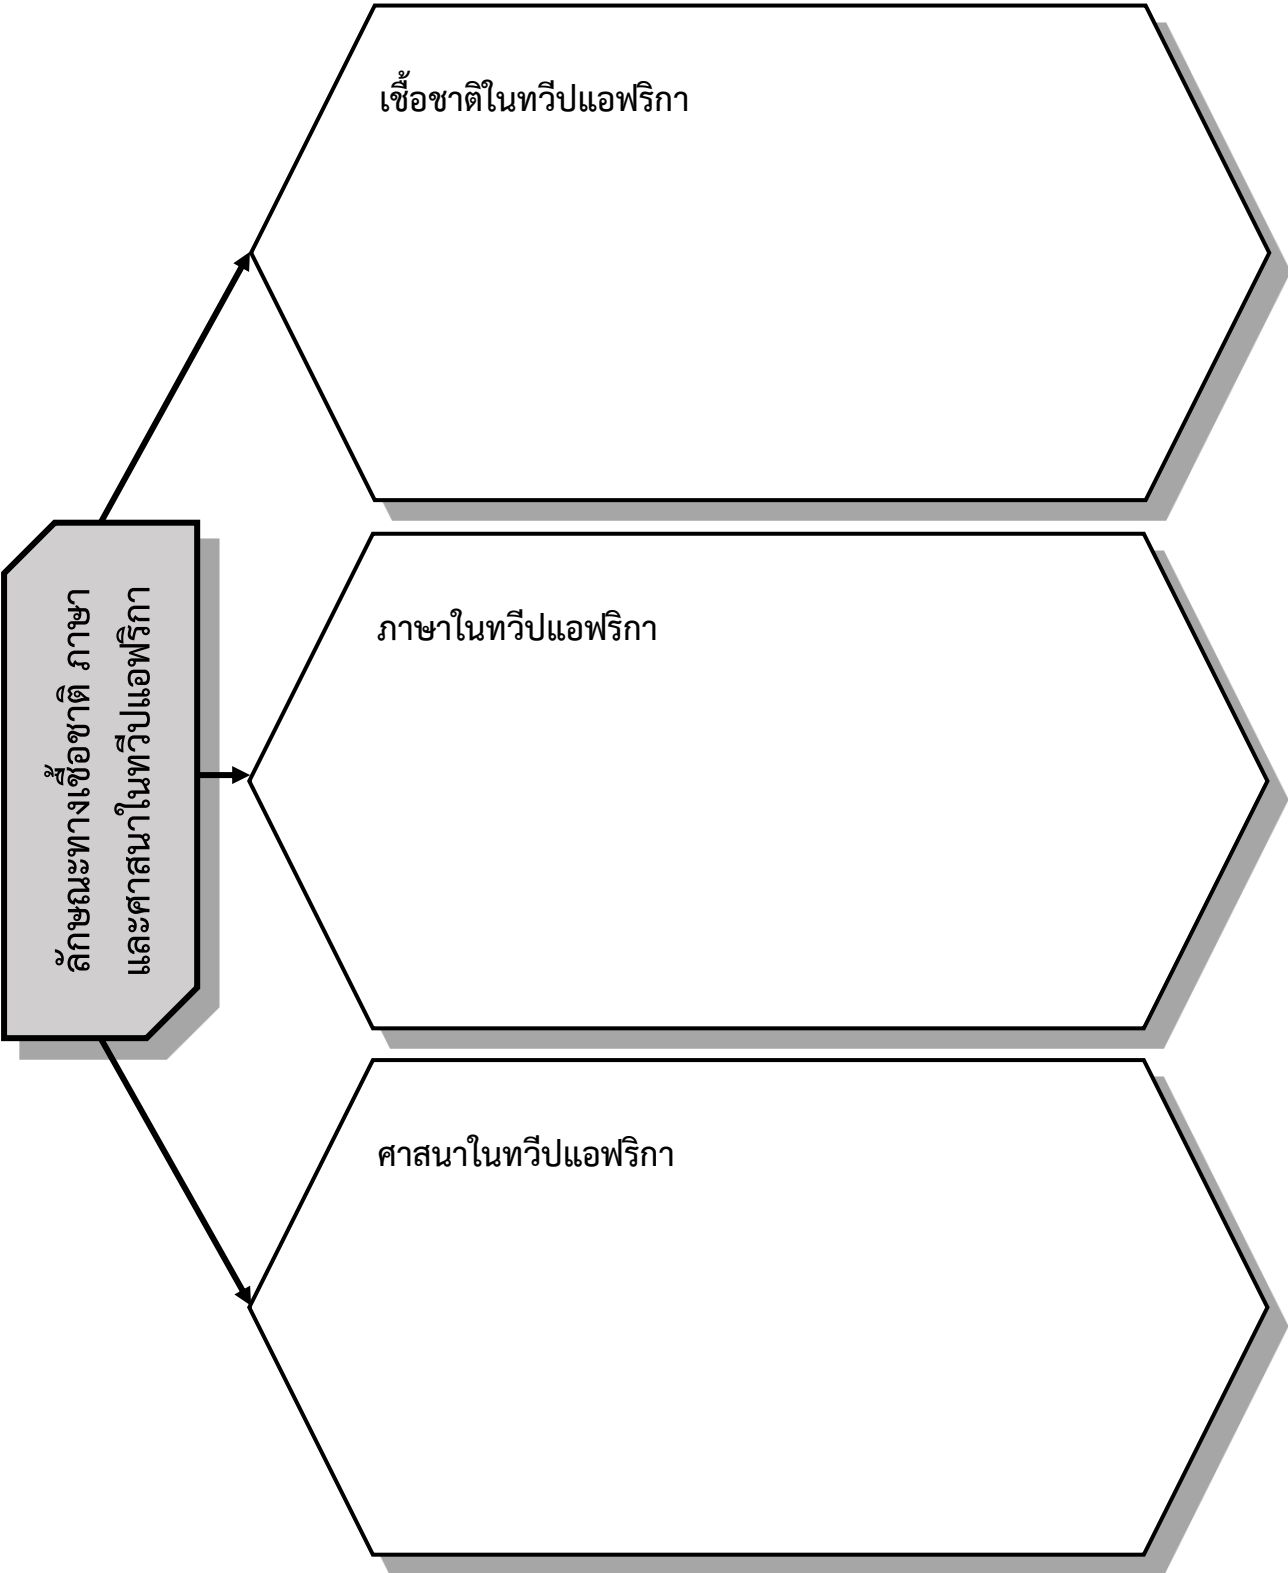 เชื้อชาติในทวีปแอฟริกา
ลักษณะทางเชื้อชาติ ภาษา
และศาสนาในทวีปแอฟริกา
ภาษาในทวีปแอฟริกา
ศาสนาในทวีปแอฟริกา